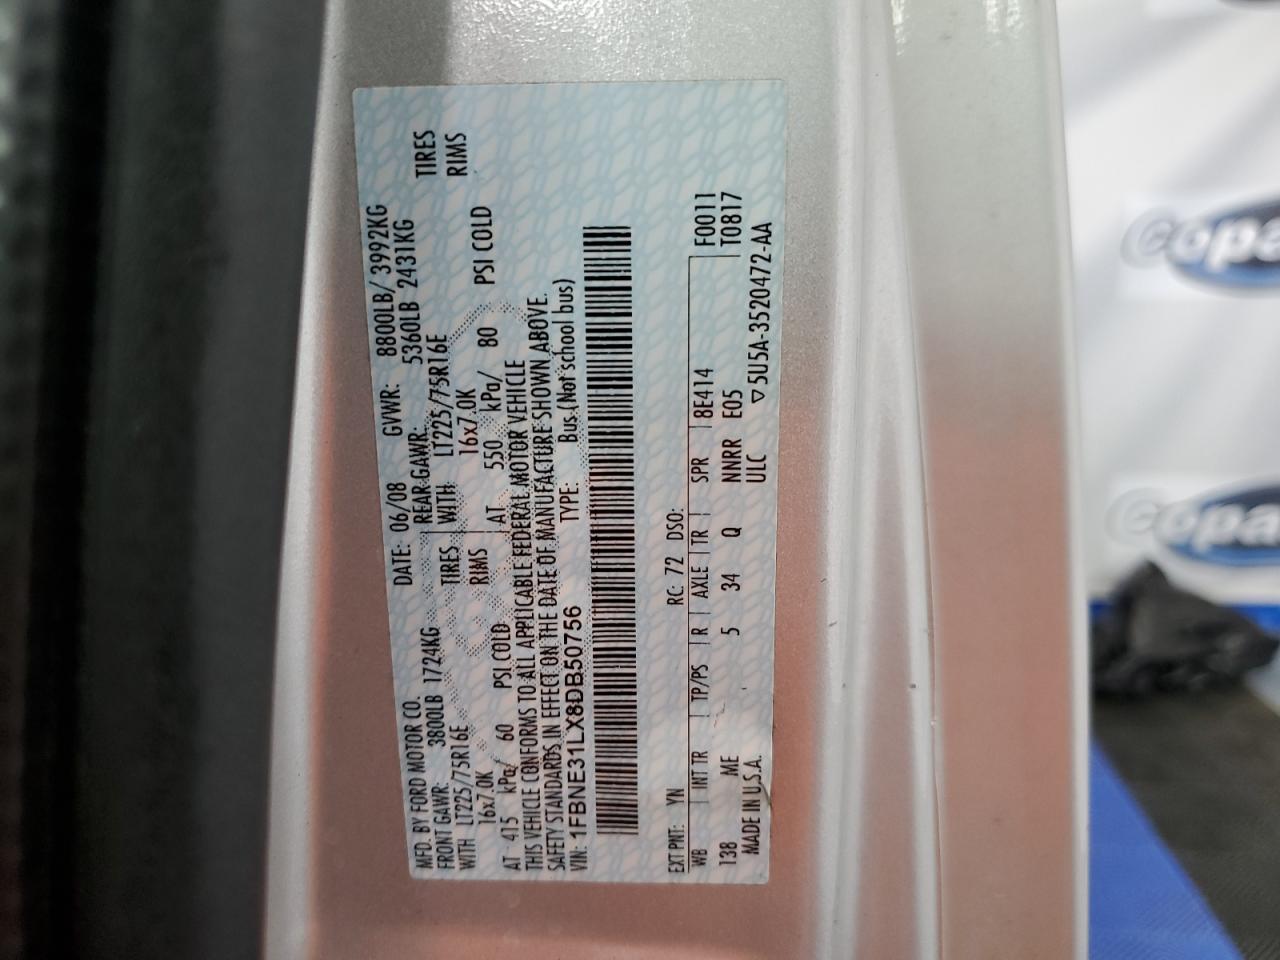 MFD. BY FORD MOTOR CO.
DATE: 06/08 GVWR: 8800LB/ 3992KG
FRONT GAWR: 3800LB 1724KG REAR GAWR: 5360LB 2431KG
WITH LT225/75R16E TIRES WITH LT225/75R16E TIRES
16x7.0K RIMS 16x7.0K RIMS
AT 415 kPa/ 60 PSI COLD AT 550 kPa/ 80 PSI COLD
THIS VEHICLE CONFORMS TO ALL APPLICABLE FEDERAL MOTOR VEHICLE
SAFETY STANDARDS IN EFFECT ON THE DATE OF MANUFACTURE SHOWN ABOVE.
VIN: 1FBNE31LX8DB50756 TYPE: Bus (Not school bus)
EXT PNT: YN RC: 72 DSO:
WB INT TR TP/PS R AXLE TR SPR 8E414 F0011
138 ME 5 34 Q NNRR E05 T0817
MADE IN U.S.A. ULC ▽5U5A-3520472-AA
Copa
Copa